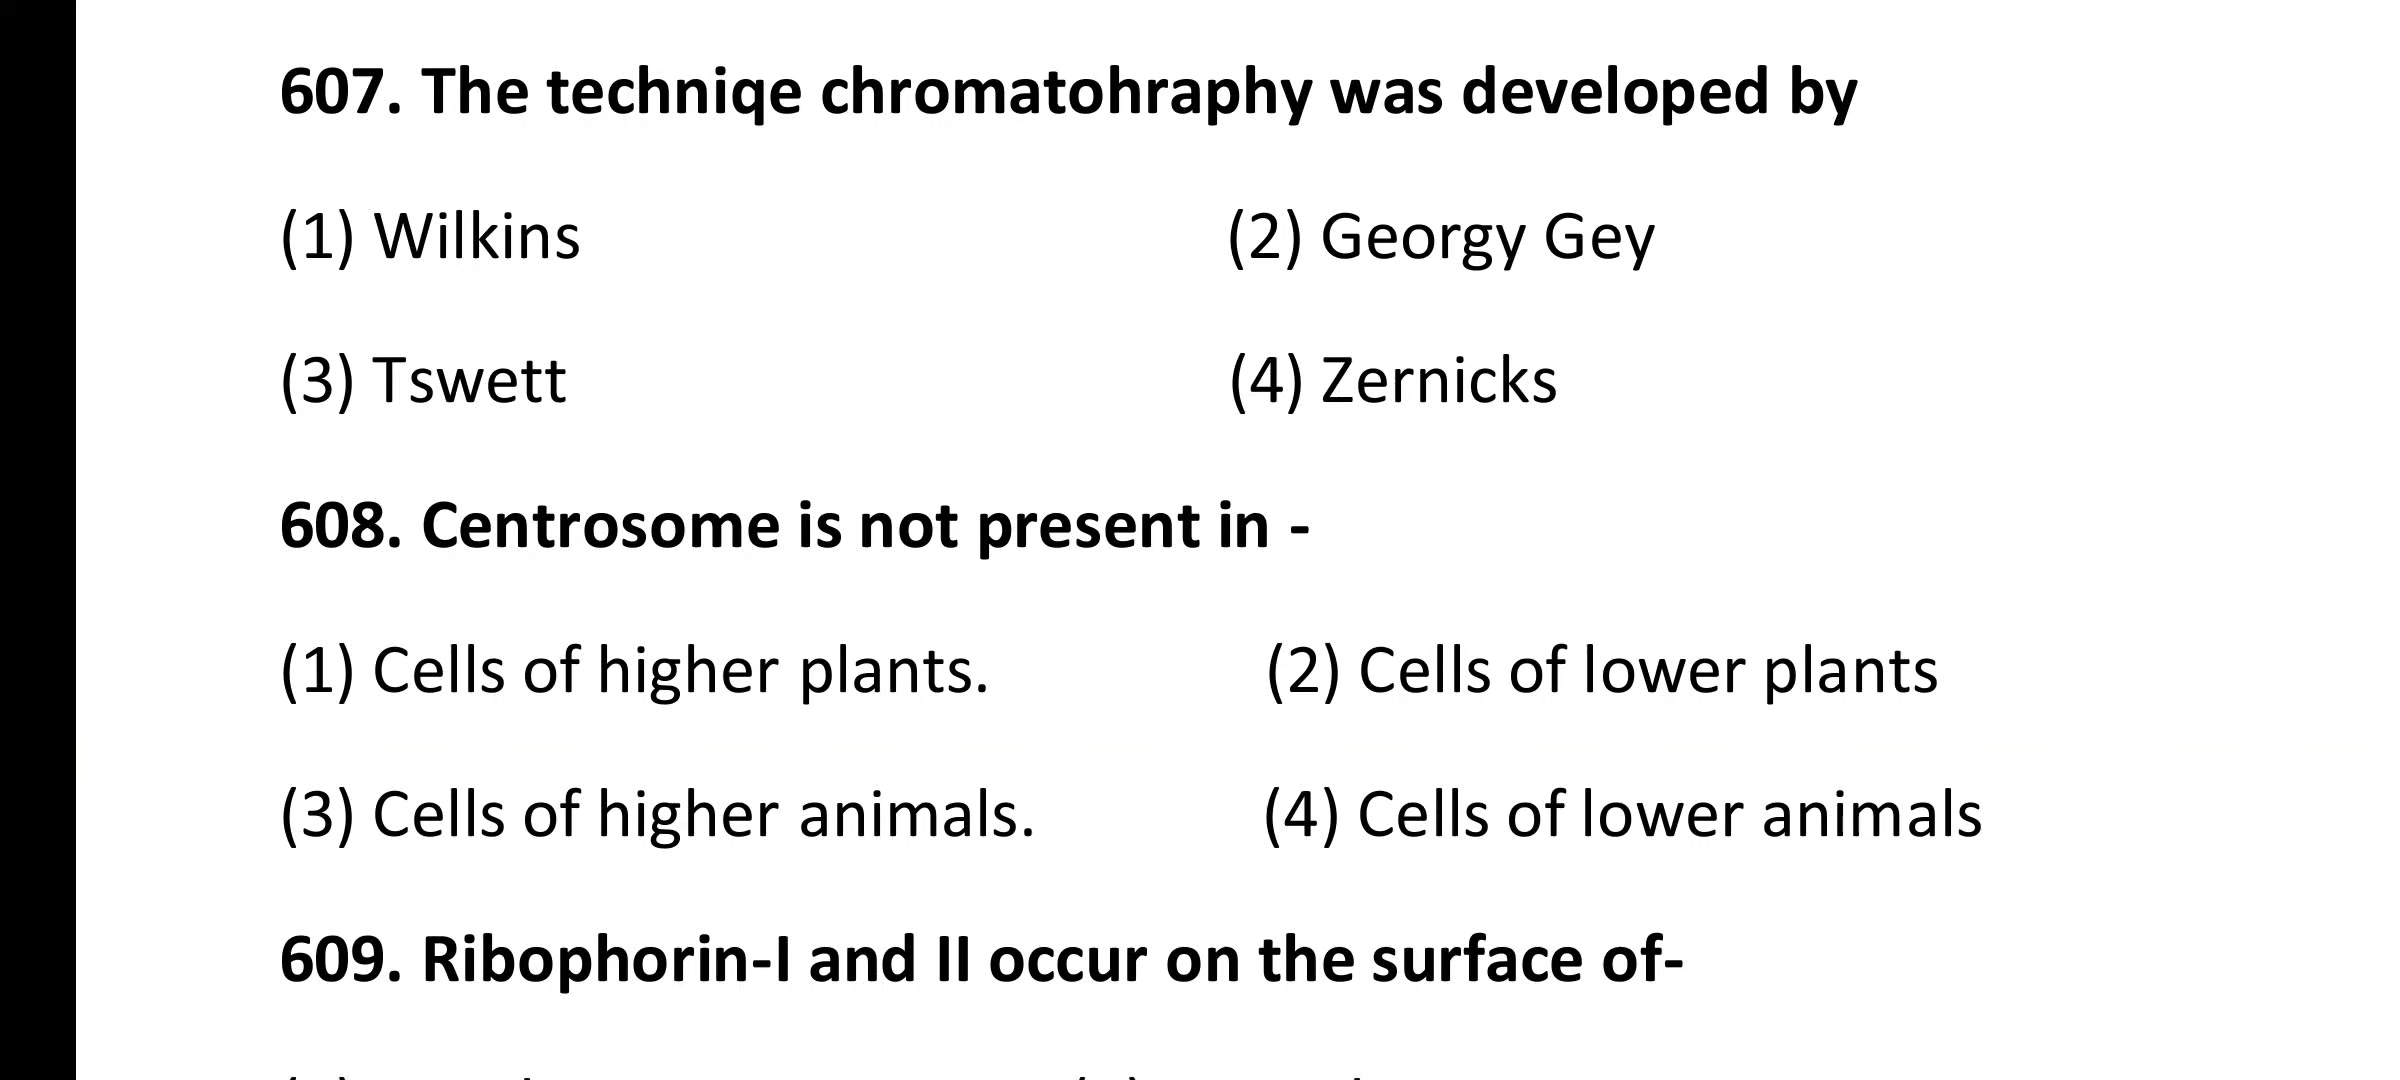 607. The techniqe chromatohraphy was developed by
(1) Wilkins (2) Georgy Gey
(3) Tswett (4) Zernicks
608. Centrosome is not present in -
(1) Cells of higher plants. (2) Cells of lower plants
(3) Cells of higher animals. (4) Cells of lower animals
609. Ribophorin-I and II occur on the surface of-